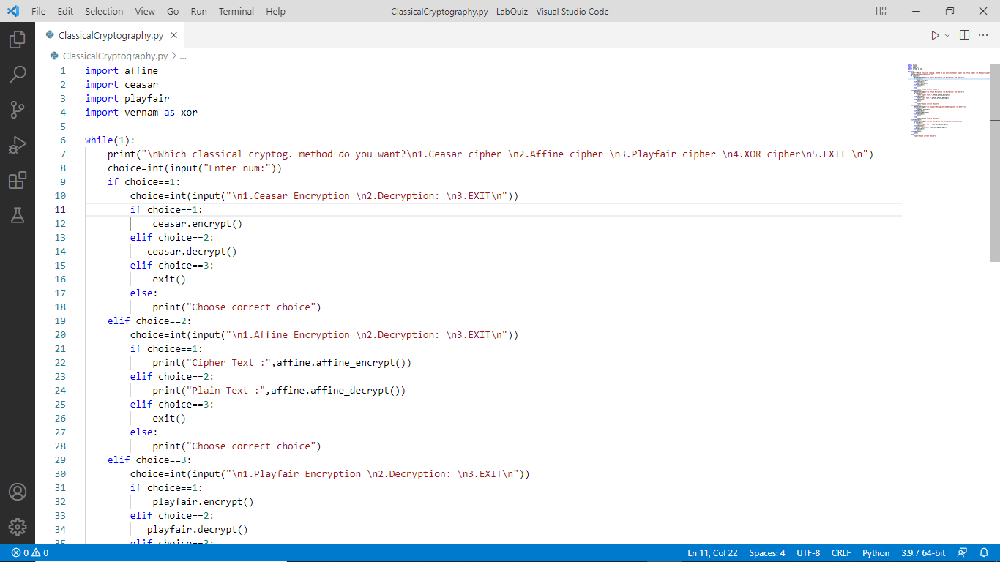 File Edit Selection View Go Run Terminal Help ClassicalCryptography.py - LabQuiz - Visual Studio Code
ClassicalCryptography.py
ClassicalCryptography.py > ...
1 import affine
2 import ceasar
3 import playfair
4 import vernam as xor
5
6 while(1):
7     print("\nWhich classical cryptog. method do you want?\n1.Ceasar cipher \n2.Affine cipher \n3.Playfair cipher \n4.XOR cipher\n5.EXIT \n")
8     choice=int(input("Enter num:"))
9     if choice==1:
10         choice=int(input("\n1.Ceasar Encryption \n2.Decryption: \n3.EXIT\n"))
11         if choice==1:
12             ceasar.encrypt()
13         elif choice==2:
14            ceasar.decrypt()
15         elif choice==3:
16             exit()
17         else:
18             print("Choose correct choice")
19     elif choice==2:
20         choice=int(input("\n1.Affine Encryption \n2.Decryption: \n3.EXIT\n"))
21         if choice==1:
22             print("Cipher Text :",affine.affine_encrypt())
23         elif choice==2:
24             print("Plain Text :",affine.affine_decrypt())
25         elif choice==3:
26             exit()
27         else:
28             print("Choose correct choice")
29     elif choice==3:
30         choice=int(input("\n1.Playfair Encryption \n2.Decryption: \n3.EXIT\n"))
31         if choice==1:
32             playfair.encrypt()
33         elif choice==2:
34            playfair.decrypt()
35         elif choice==3:
0 0 Ln 11, Col 22 Spaces: 4 UTF-8 CRLF Python 3.9.7 64-bit